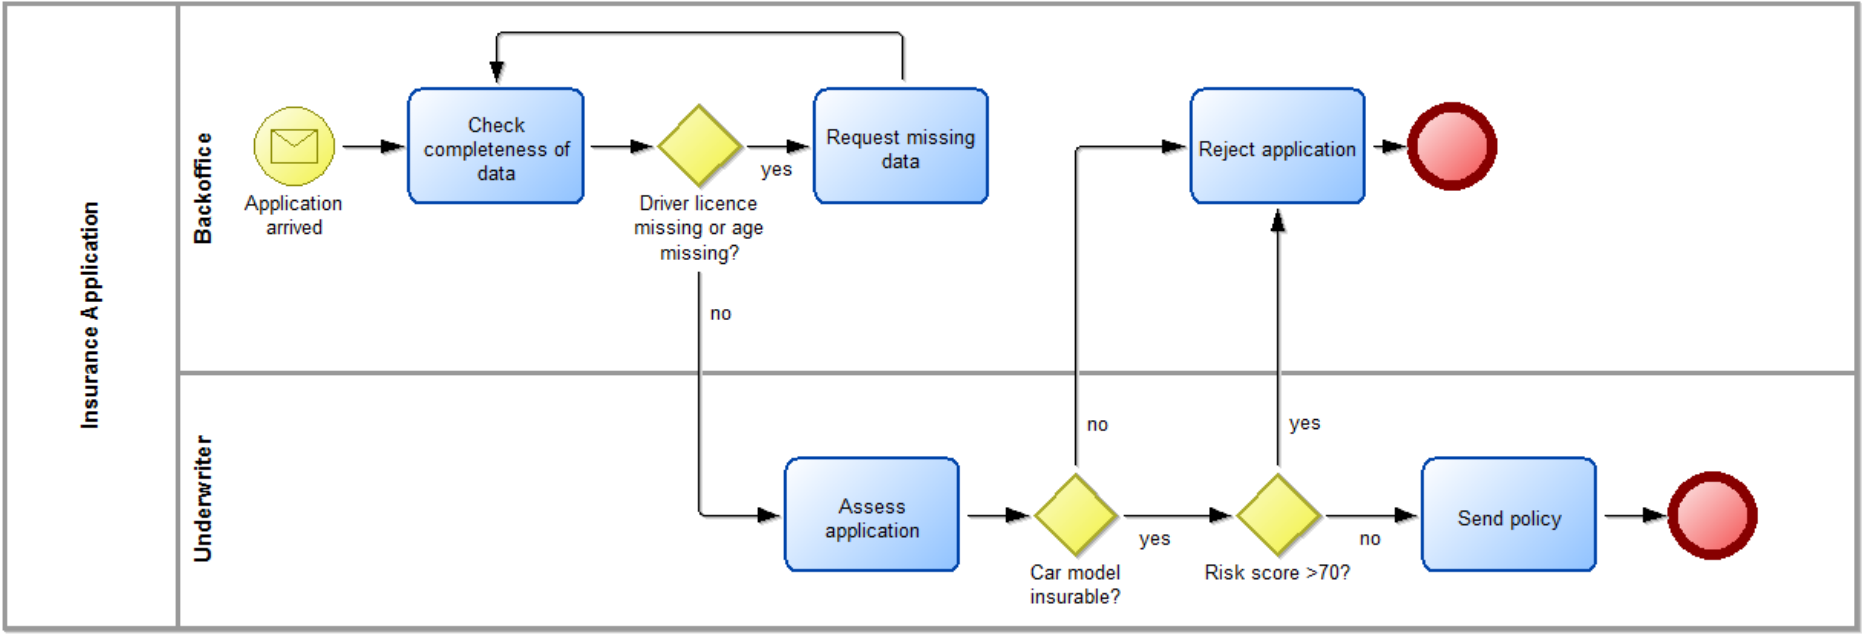 Insurance Application
Backoffice
Application
arrived
Check
completeness of
data
Driver licence
missing or age
missing?
yes
no
Request missing
data
Reject application
Underwriter
Assess
application
Car model
insurable?
no
yes
Risk score >70?
yes
no
Send policy